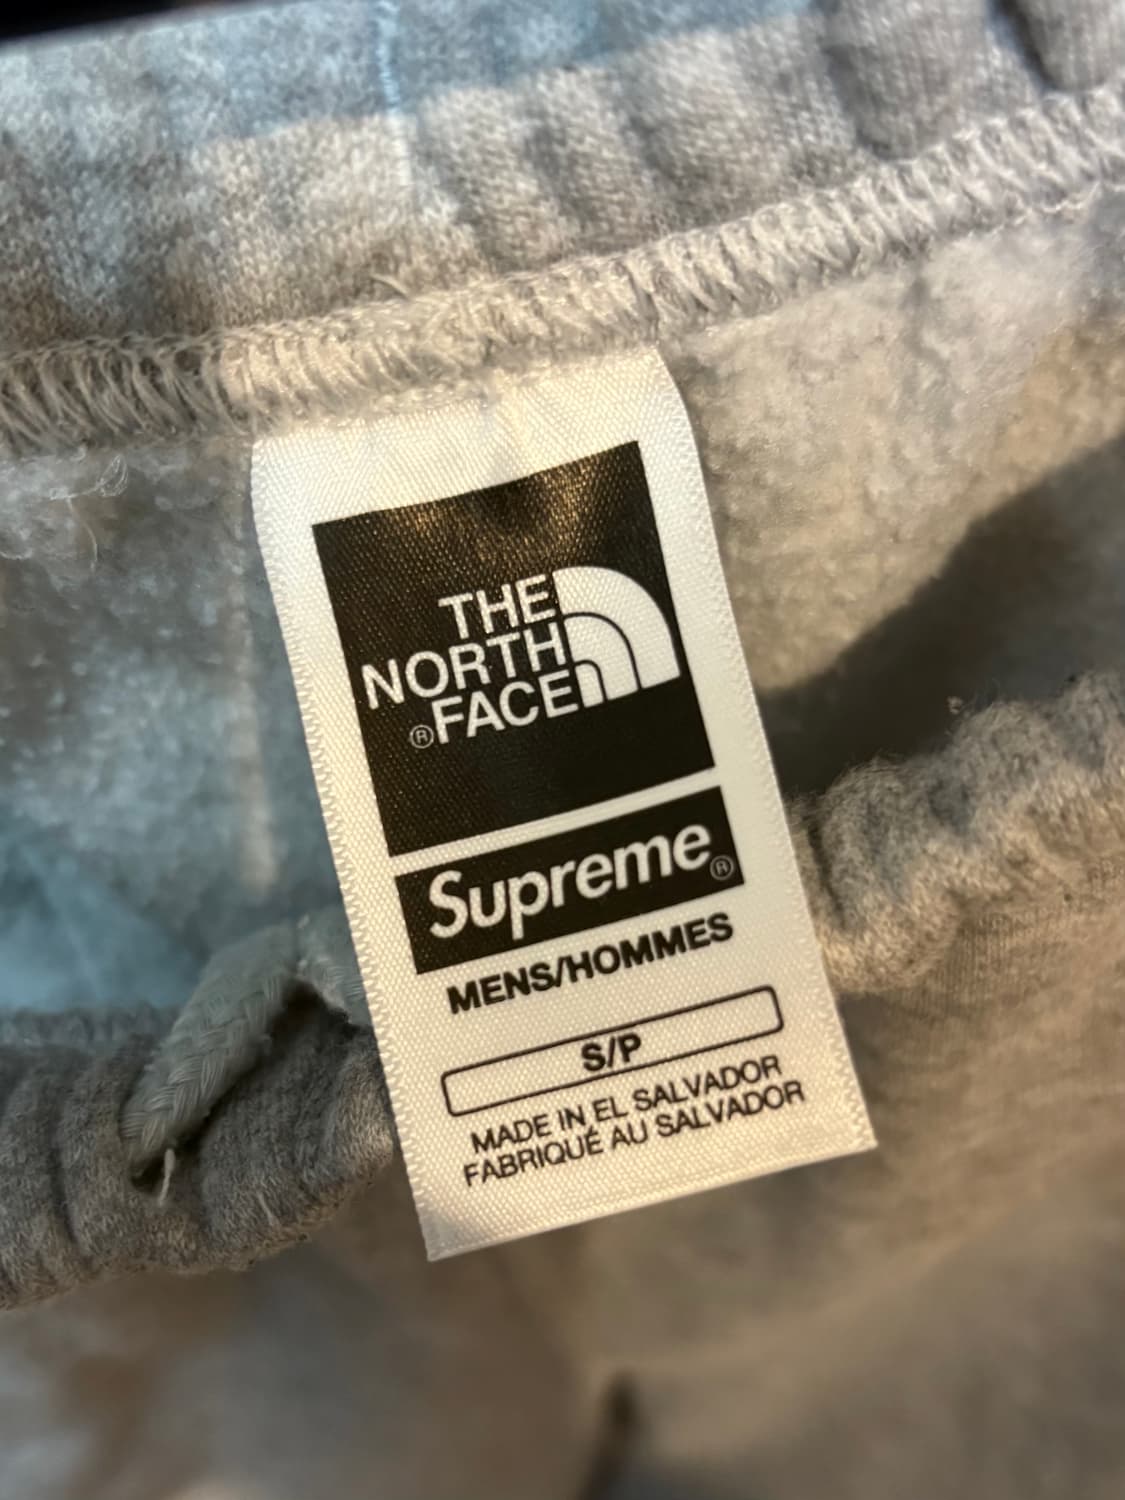 THE
NORTH
FACE
®
Supreme®
MENS/HOMMES
S/P
MADE IN EL SALVADOR
FABRIQUÉ AU SALVADOR